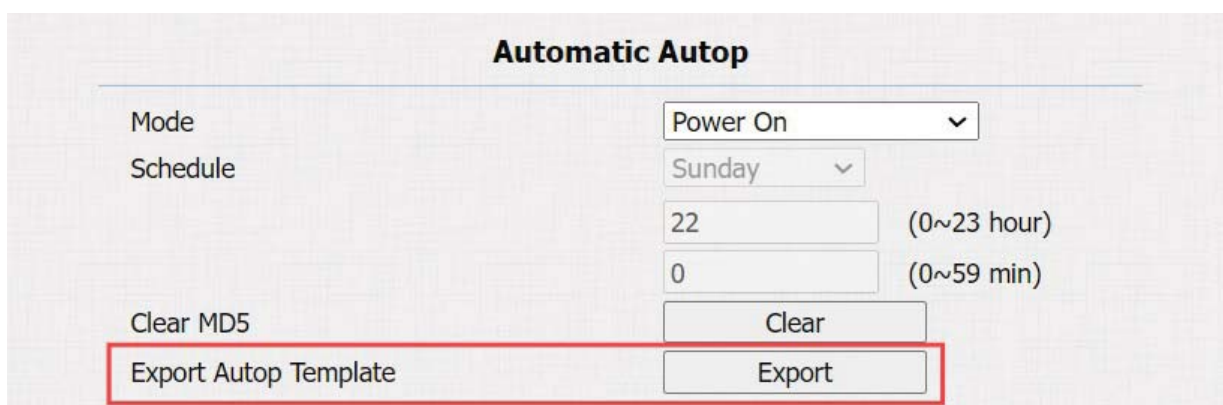 Automatic Autop
Mode Power On
Schedule Sunday
22 (0~23 hour)
0 (0~59 min)
Clear MD5 Clear
Export Autop Template Export